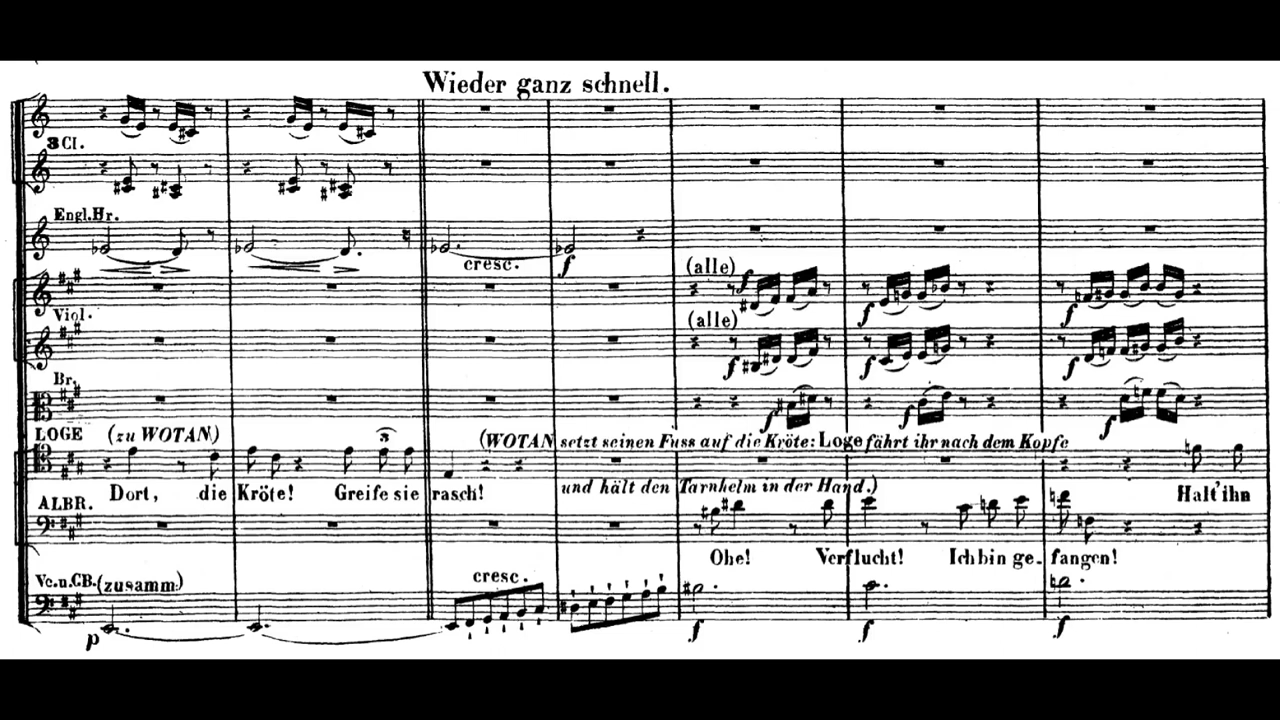 Wieder ganz schnell.
3 Cl.
Engl.Hr.
cresc.
f
(alle)
f
f
f
Viol.
(alle)
f
f
f
Br.
f
f
f
LOGE (zu WOTAN)
3
(WOTAN setzt seinen Fuss auf die Kröte: Loge fährt ihr nach dem Kopfe
Dort, die Kröte! Greife sie rasch!
und hält den Tarnhelm in der Hand.)
Halt' ihn
ALBR.
Ohe! Verflucht! Ich bin ge-fangen!
Vc.u.CB. (zusamm)
cresc.
p
f
f
f